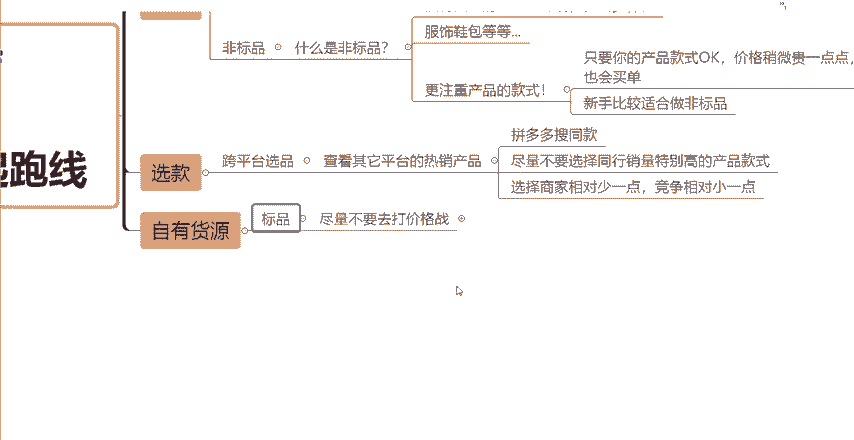 非标品
什么是非标品？
服饰鞋包等等...
更注重产品的款式！
只要你的产品款式OK，价格稍微贵一点点，
也会买单
新手比较适合做非标品
跑线
选款
跨平台选品
查看其它平台的热销产品
拼多多搜同款
尽量不要选择同行销量特别高的产品款式
选择商家相对少一点，竞争相对小一点
自有货源
标品
尽量不要去打价格战